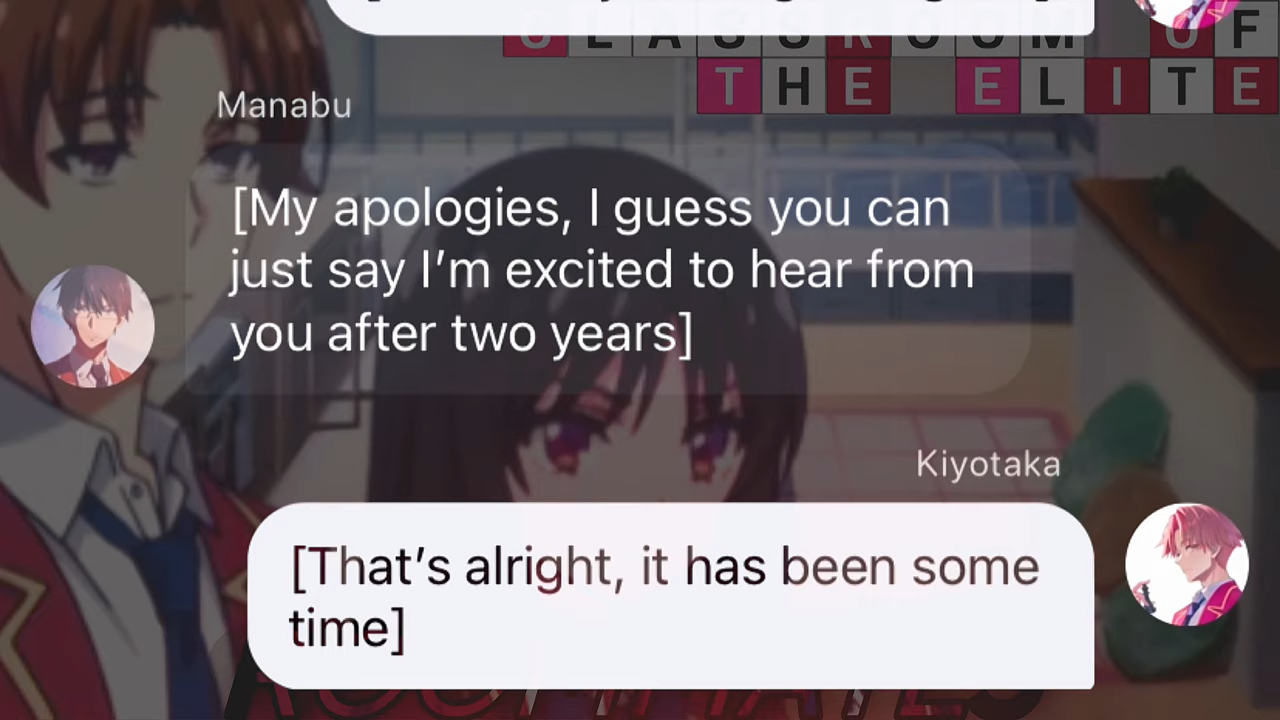 CLASSROOM OF
THE ELITE
Manabu
[My apologies, I guess you can
just say I'm excited to hear from
you after two years]
Kiyotaka
[That's alright, it has been some
time]